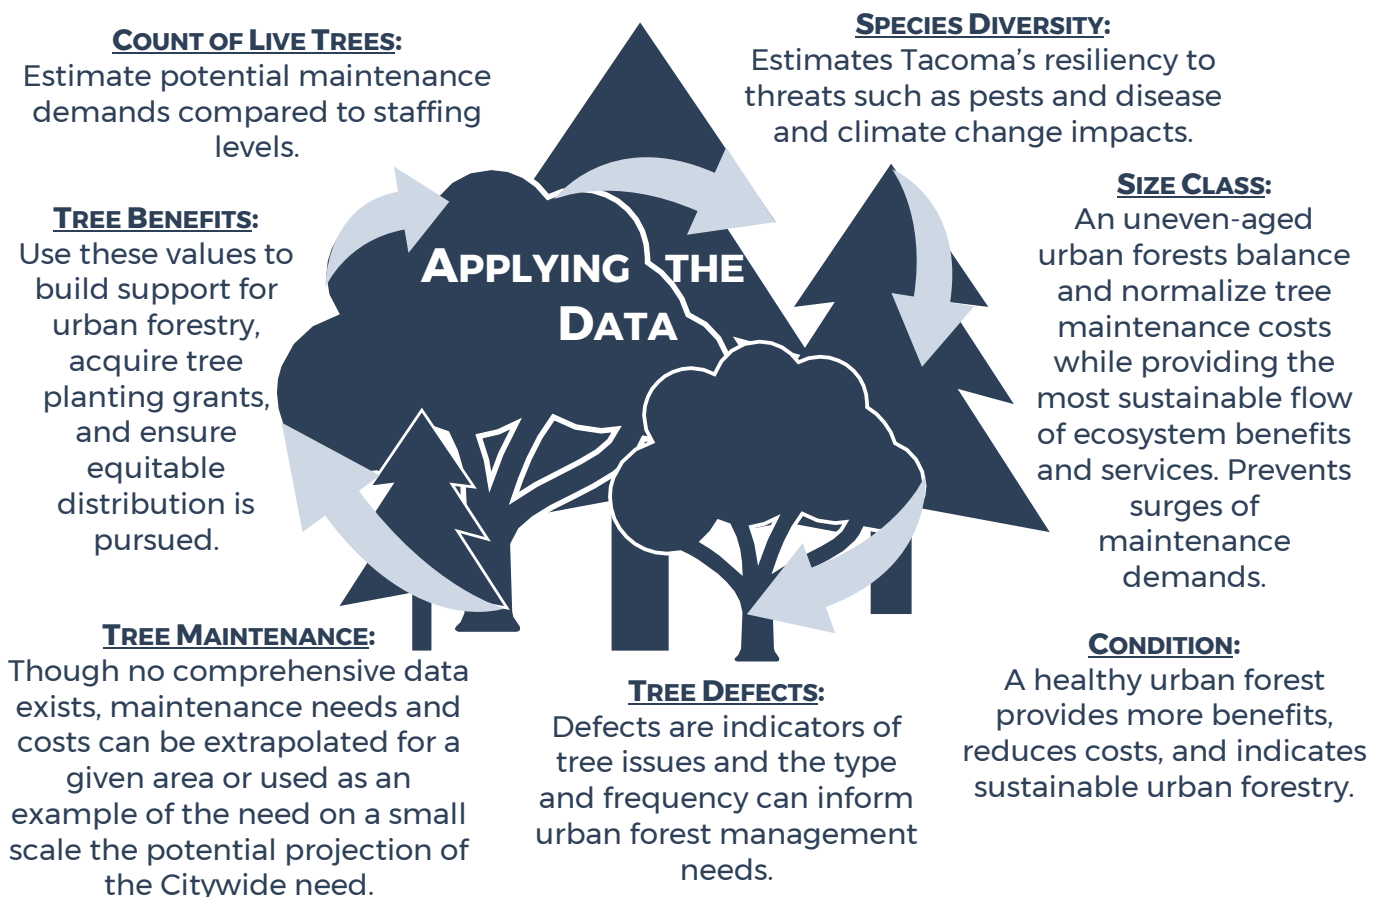 COUNT OF LIVE TREES:
Estimate potential maintenance
demands compared to staffing
levels.
SPECIES DIVERSITY:
Estimates Tacoma's resiliency to
threats such as pests and disease
and climate change impacts.
SIZE CLASS:
An uneven-aged
urban forests balance
and normalize tree
maintenance costs
while providing the
most sustainable flow
of ecosystem benefits
and services. Prevents
surges of
maintenance
demands.
CONDITION:
A healthy urban forest
provides more benefits,
reduces costs, and indicates
sustainable urban forestry.
TREE DEFECTS:
Defects are indicators of
tree issues and the type
and frequency can inform
urban forest management
needs.
TREE MAINTENANCE:
Though no comprehensive data
exists, maintenance needs and
costs can be extrapolated for a
given area or used as an
example of the need on a small
scale the potential projection of
the Citywide need.
TREE BENEFITS:
Use these values to
build support for
urban forestry,
acquire tree
planting grants,
and ensure
equitable
distribution is
pursued.
APPLYING THE
DATA